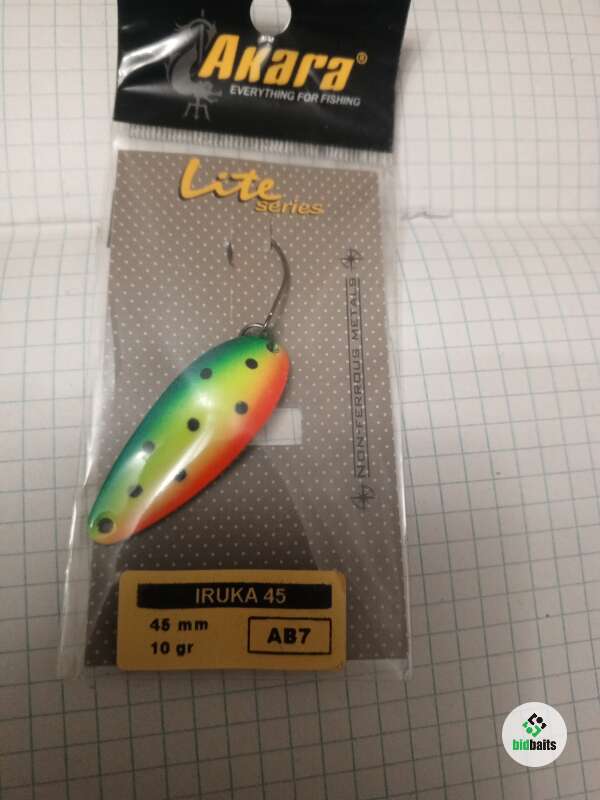 Akara®
EVERYTHING FOR FISHING
Lite
series
NON-FERROUS METALS
IRUKA 45
45 mm
10 gr
AB7
bidbaits